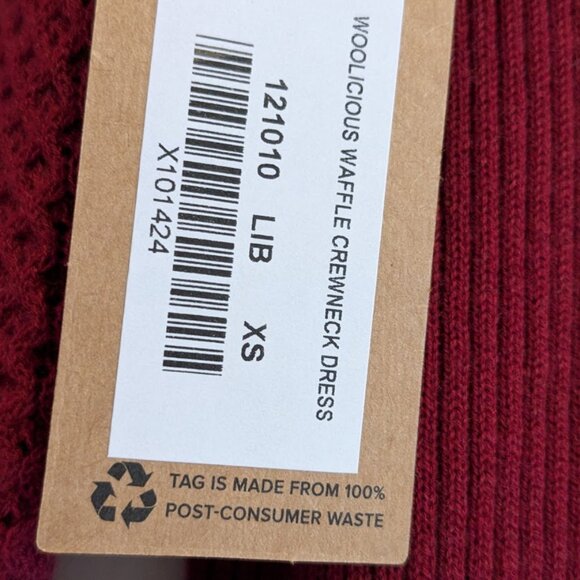 WOOLICIOUS WAFFLE CREWNECK DRESS
121010 LIB XS
X101424
TAG IS MADE FROM 100%
POST-CONSUMER WASTE